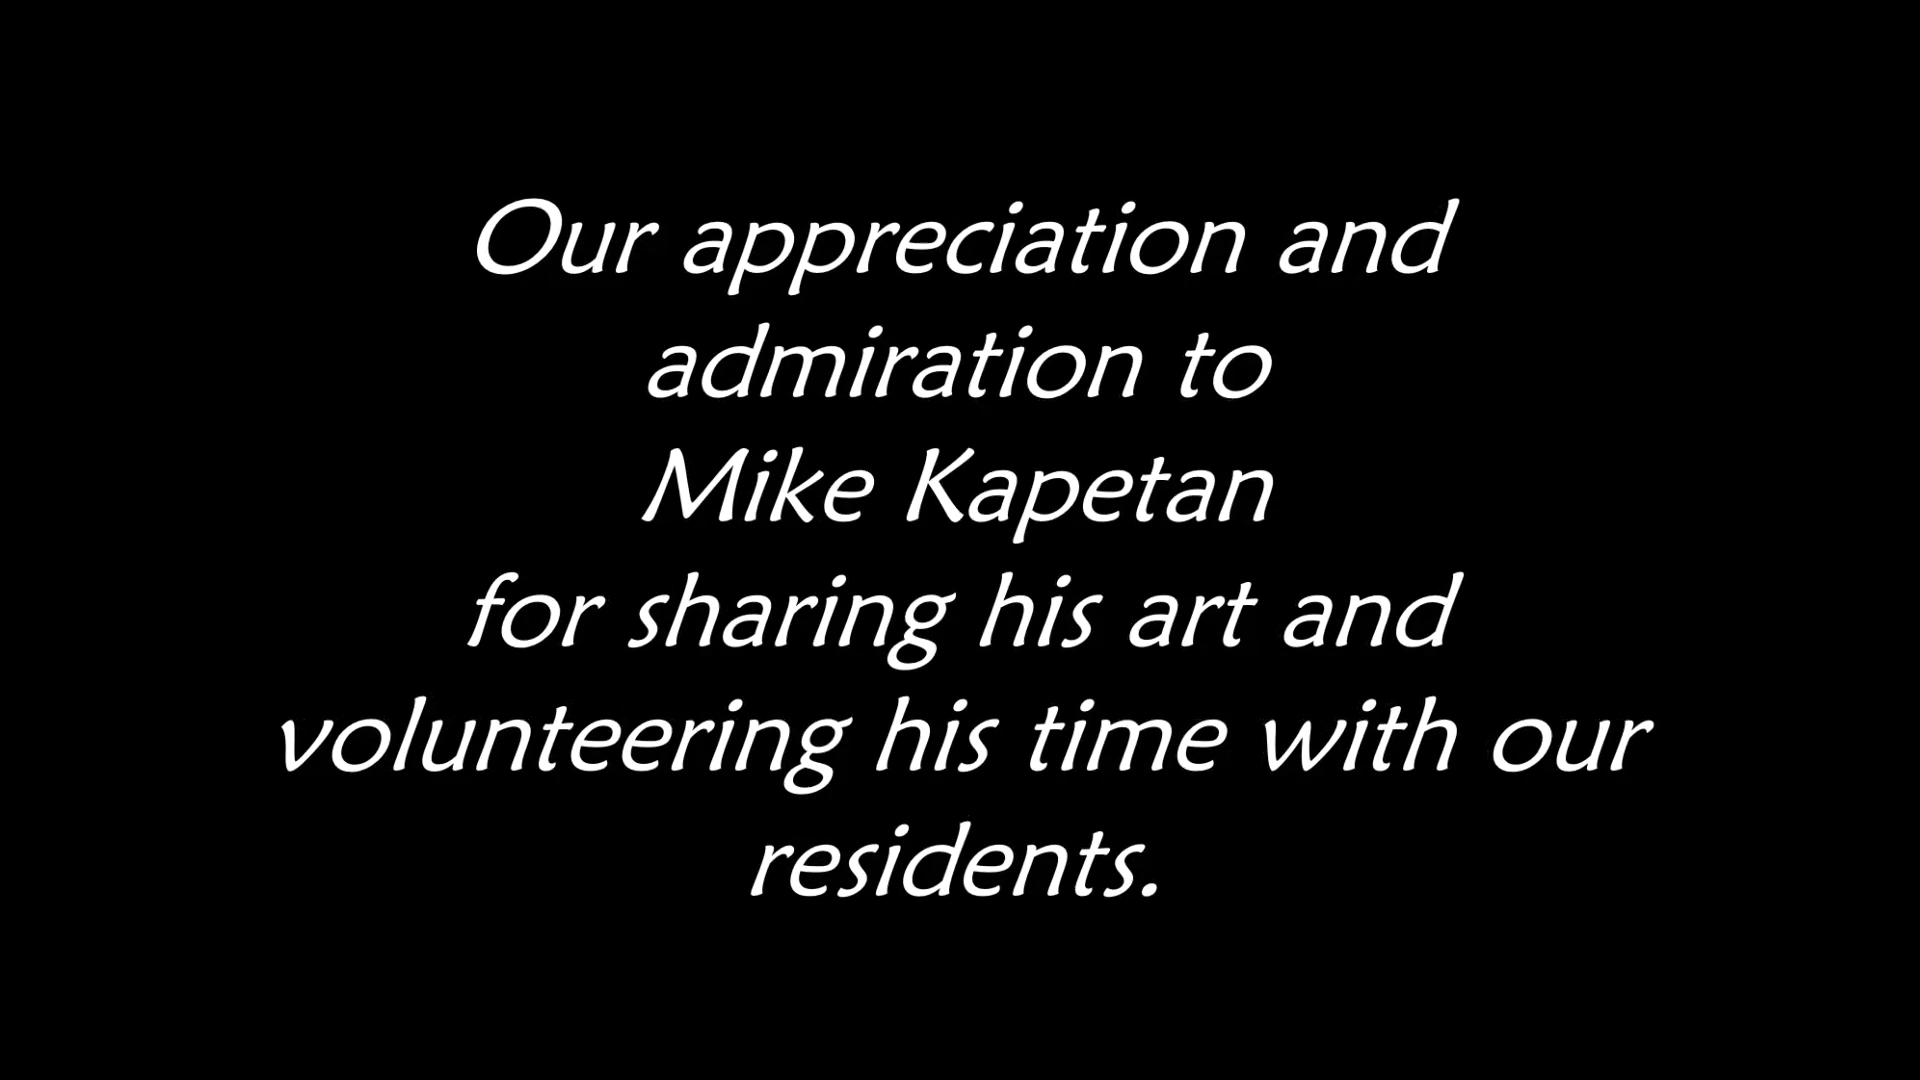 Our appreciation and
admiration to
Mike Kapetan
for sharing his art and
volunteering his time with our
residents.